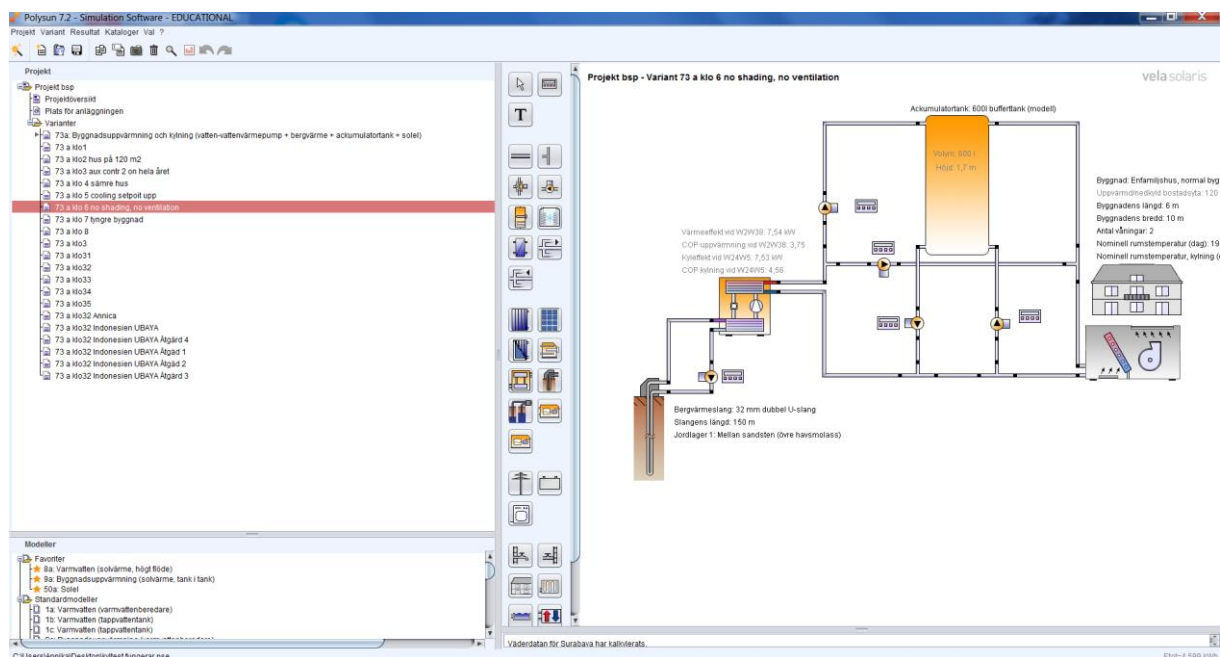 Polysun 7.2 - Simulation Software - EDUCATIONAL
Projekt Variant Resultat Kataloger Val ?
Projekt
Projekt bsp
Projektöversikt
Plats för anläggningen
Varianter
73a: Byggnadsuppvärmning och kylning (vatten-vattenvärmepump + bergvärme + ackumulatortank + solel)
73 a klo1
73 a klo2 hus på 120 m2
73 a klo3 aux contr 2 on hela året
73 a klo 4 sämre hus
73 a klo 5 cooling setpoit upp
73 a klo 6 no shading, no ventilation
73 a klo 7 tyngre byggnad
73 a klo 8
73 a klo3
73 a klo31
73 a klo32
73 a klo33
73 a klo34
73 a klo35
73 a klo32 Annica
73 a klo32 Indonesien UBAYA
73 a klo32 Indonesien UBAYA Åtgärd 4
73 a klo32 Indonesien UBAYA Åtgäd 1
73 a klo32 Indonesien UBAYA Åtgäd 2
73 a klo32 Indonesien UBAYA Åtgärd 3
Modeller
Favoriter
8a: Varmvatten (solvärme, högt flöde)
9a: Byggnadsuppvärmning (solvärme, tank i tank)
50a: Solel
Standardmodeller
1a: Varmvatten (varmvattenberedare)
1b: Varmvatten (tappvattentank)
1c: Varmvatten (tappvattentank)
T
Projekt bsp - Variant 73 a klo 6 no shading, no ventilation
vela solaris
Ackumulatortank: 600l bufferttank (modell)
Volym: 600 l
Höjd: 1,7 m
Byggnad: Enfamiljshus, normal byg
Uppvärmd/nedkyld bostadsyta: 120
Byggnadens längd: 6 m
Byggnadens bredd: 10 m
Antal våningar: 2
Nominell rumstemperatur (dag): 19
Nominell rumstemperatur, kylning (
Värmeeffekt vid W2W38: 7,54 kW
COP uppvärmning vid W2W38: 3,75
Kyleffekt vid W24W5: 7,53 kW
COP kylning vid W24W5: 4,56
Bergvärmeslang: 32 mm dubbel U-slang
Slangens längd: 150 m
Jordlager 1: Mellan sandsten (övre havsmolass)
Väderdatan för Surabaya har kalkylerats.